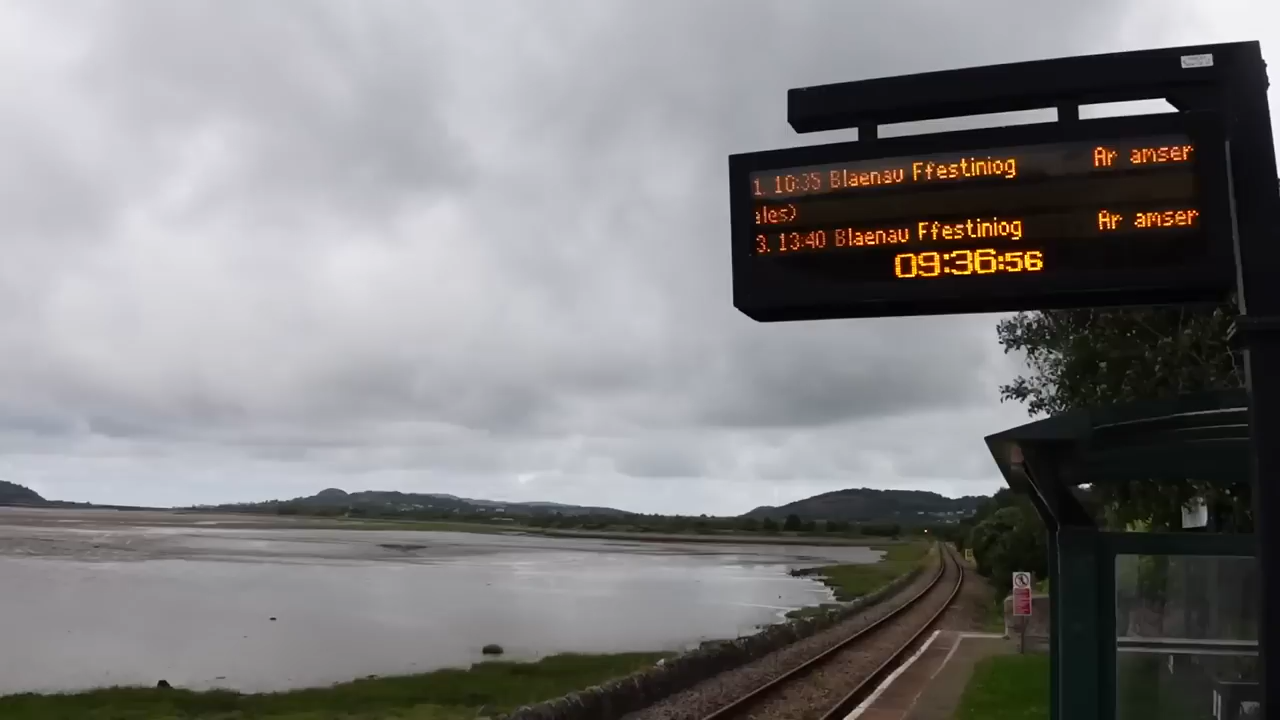 1. 10:35 Blaenau Ffestiniog Ar amser
ales)
3. 13:40 Blaenau Ffestiniog Ar amser
09:36:56